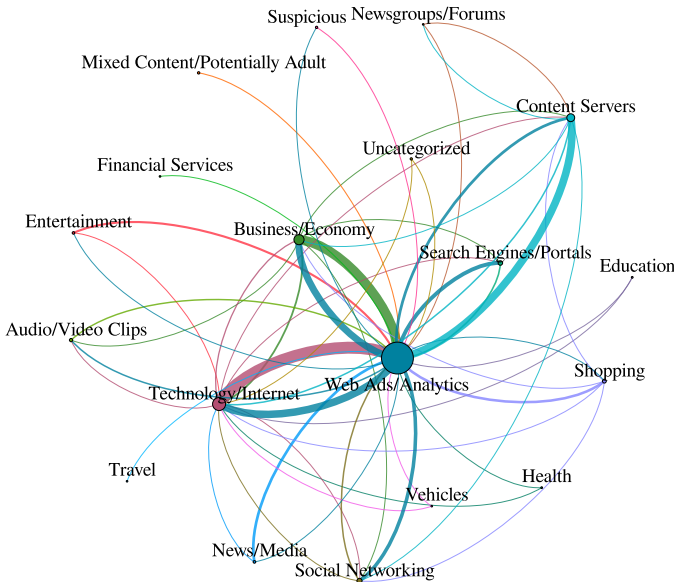 Suspicious
Newsgroups/Forums
Mixed Content/Potentially Adult
Content Servers
Uncategorized
Financial Services
Entertainment
Business/Economy
Search Engines/Portals
Education
Audio/Video Clips
Shopping
Web Ads/Analytics
Technology/Internet
Travel
Health
Vehicles
News/Media
Social Networking